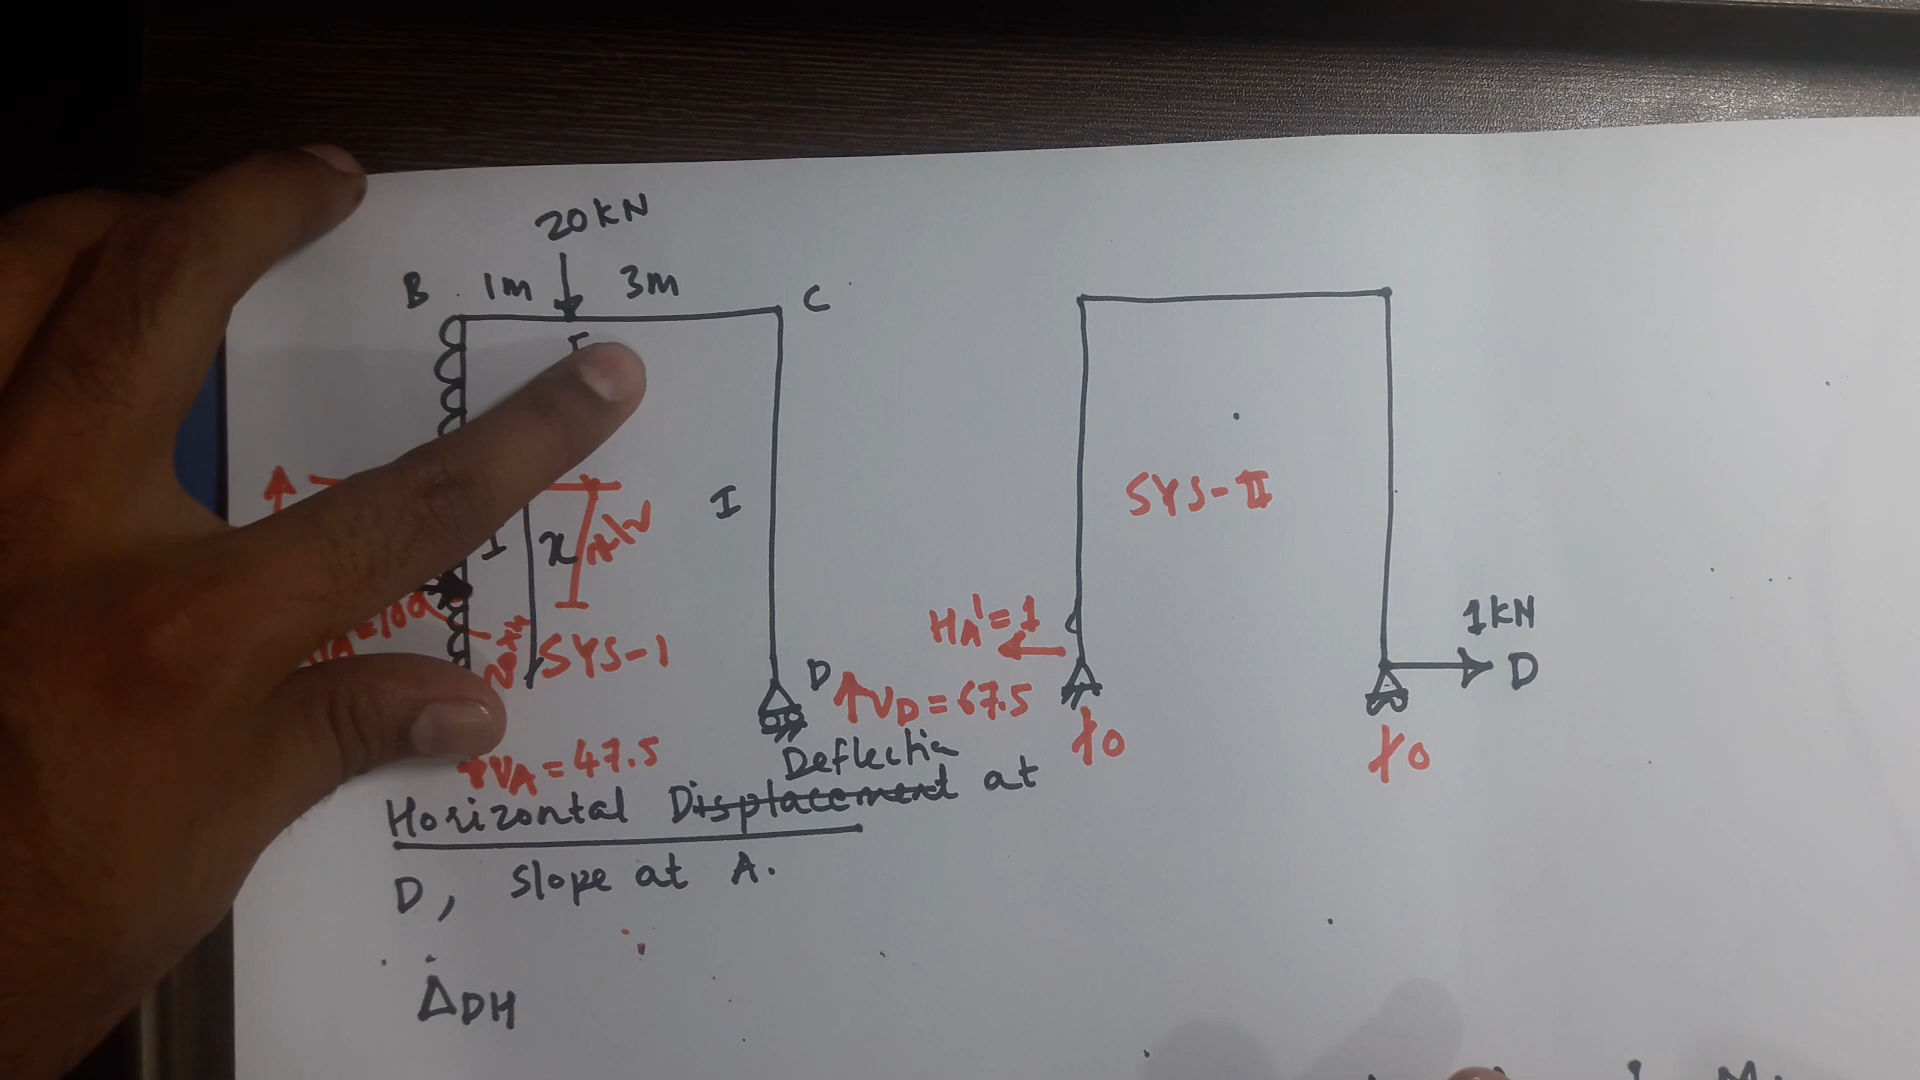 20KN
B 1m 3m C
I
x
SYS-1
D
VD = 67.5
VA = 47.5
Deflectin
Horizontal Displacement at
D, Slope at A.
ΔDH
SYS-II
HA' = 1
1KN
D
0
0